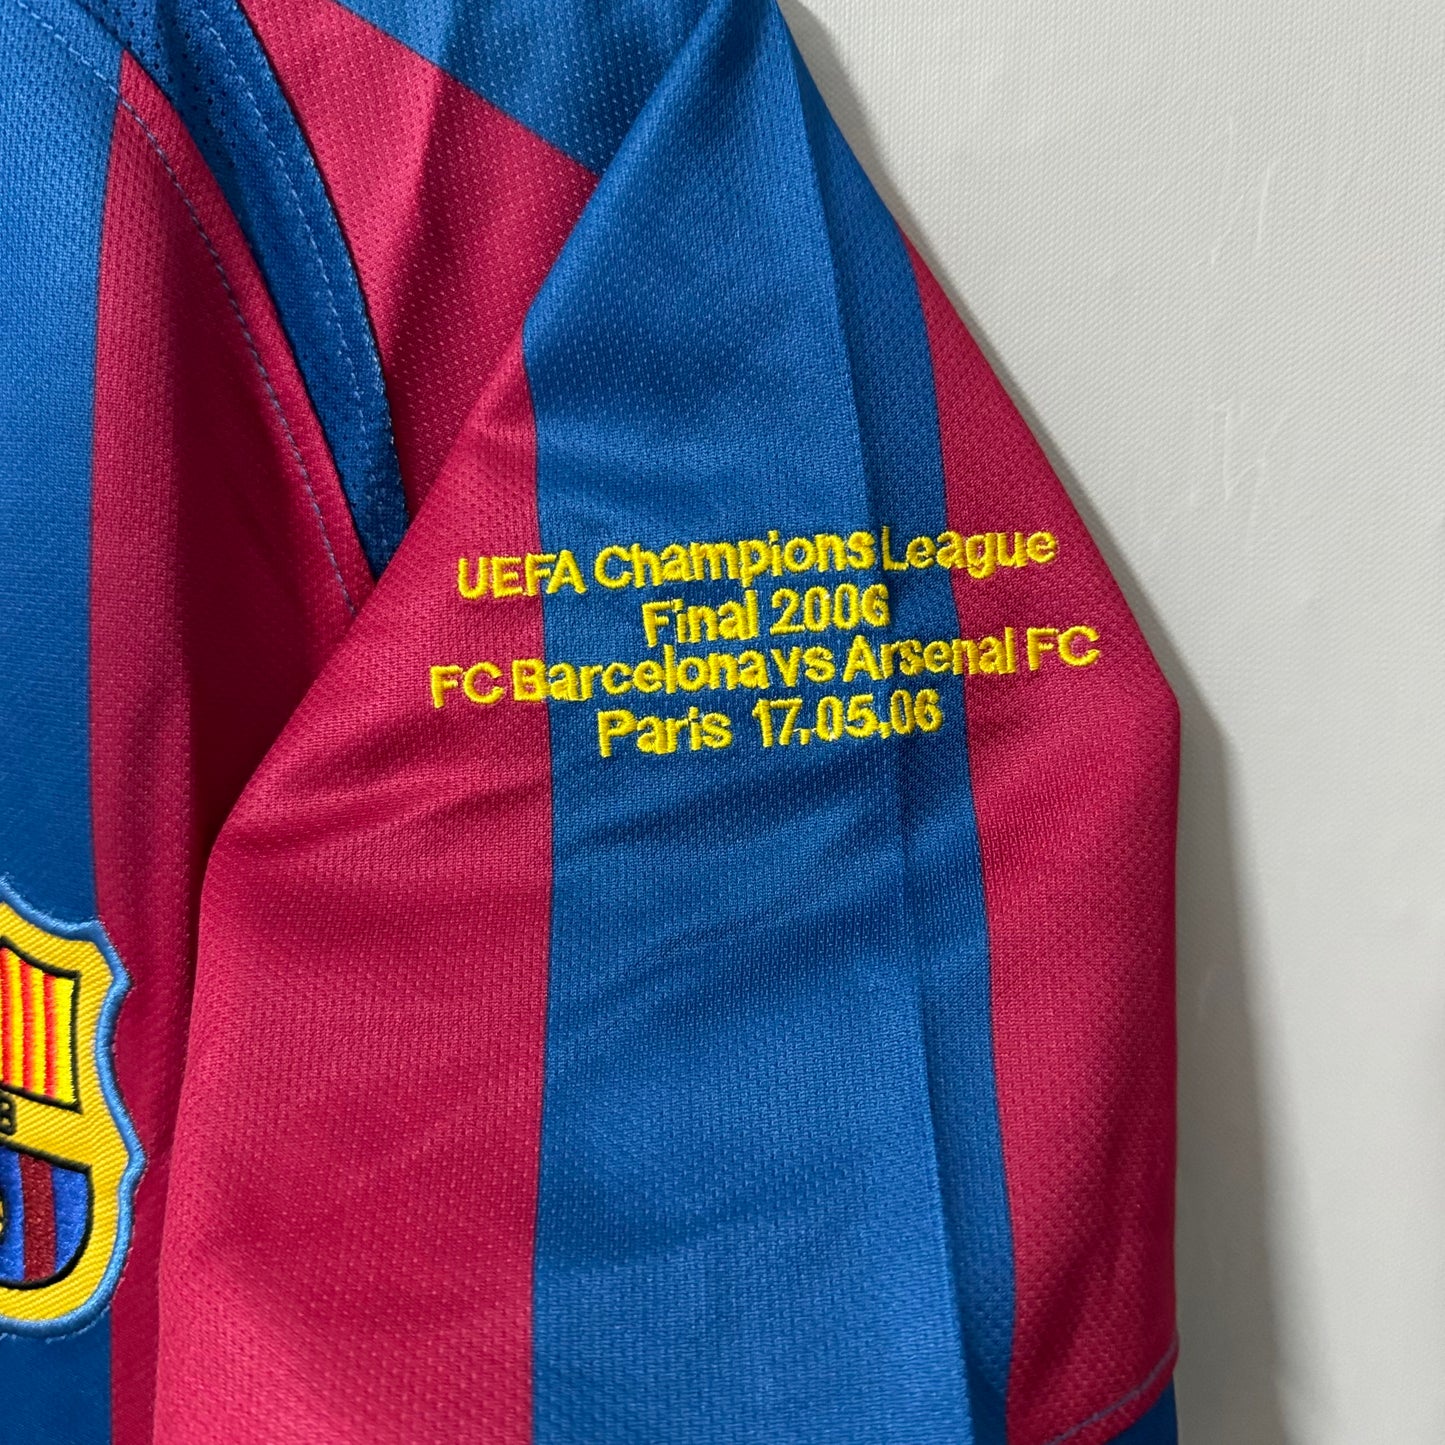 UEFA Champions League
Final 2006
FC Barcelona vs Arsenal FC
Paris 17.05.06